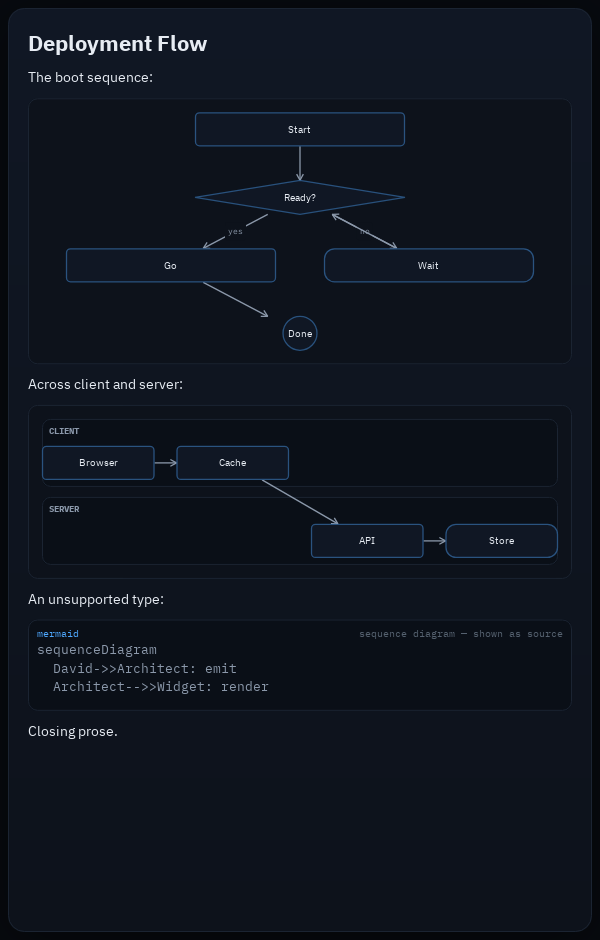 Deployment Flow
The boot sequence:
Start
Ready?
yes
no
Go
Wait
Done
Across client and server:
CLIENT
Browser
Cache
SERVER
API
Store
An unsupported type:
mermaid
sequence diagram — shown as source
sequenceDiagram
David->>Architect: emit
Architect-->>Widget: render
Closing prose.